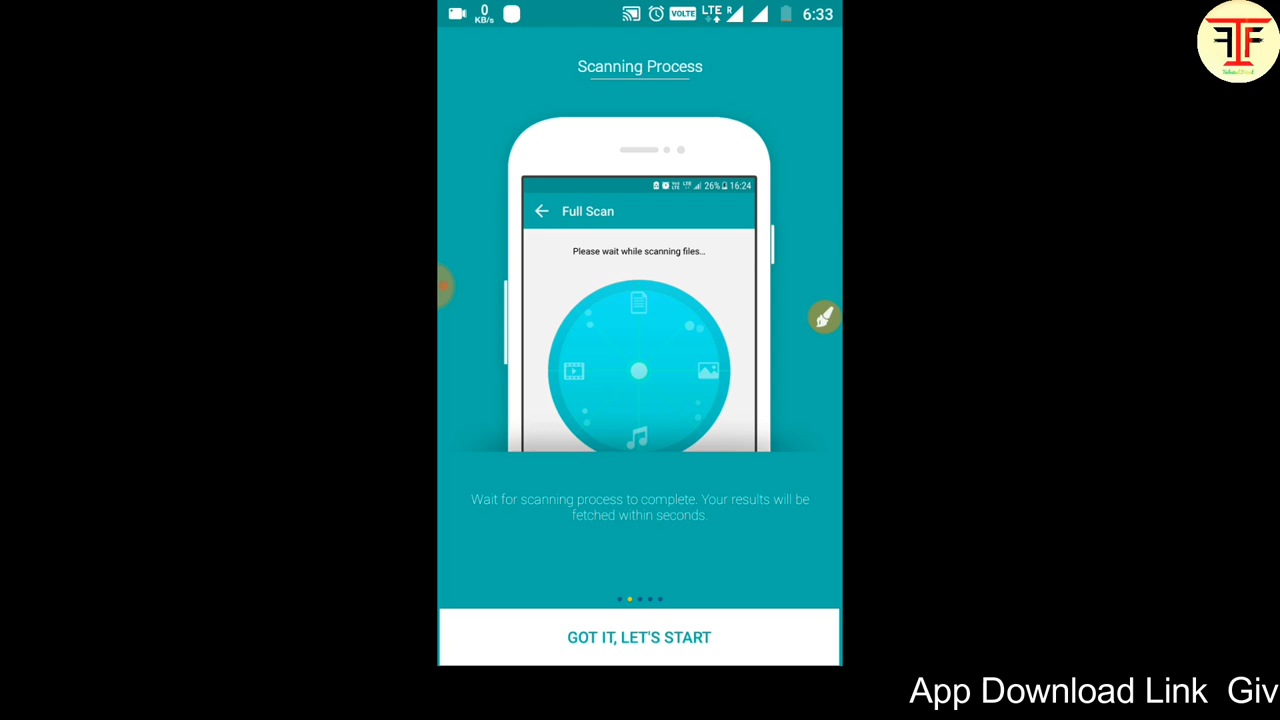 0
KB/s
VOLTE
LTE
R
6:33
Scanning Process
26% 16:24
Full Scan
Please wait while scanning files...
Wait for scanning process to complete. Your results will be
fetched within seconds.
GOT IT, LET'S START
App Download Link Giv